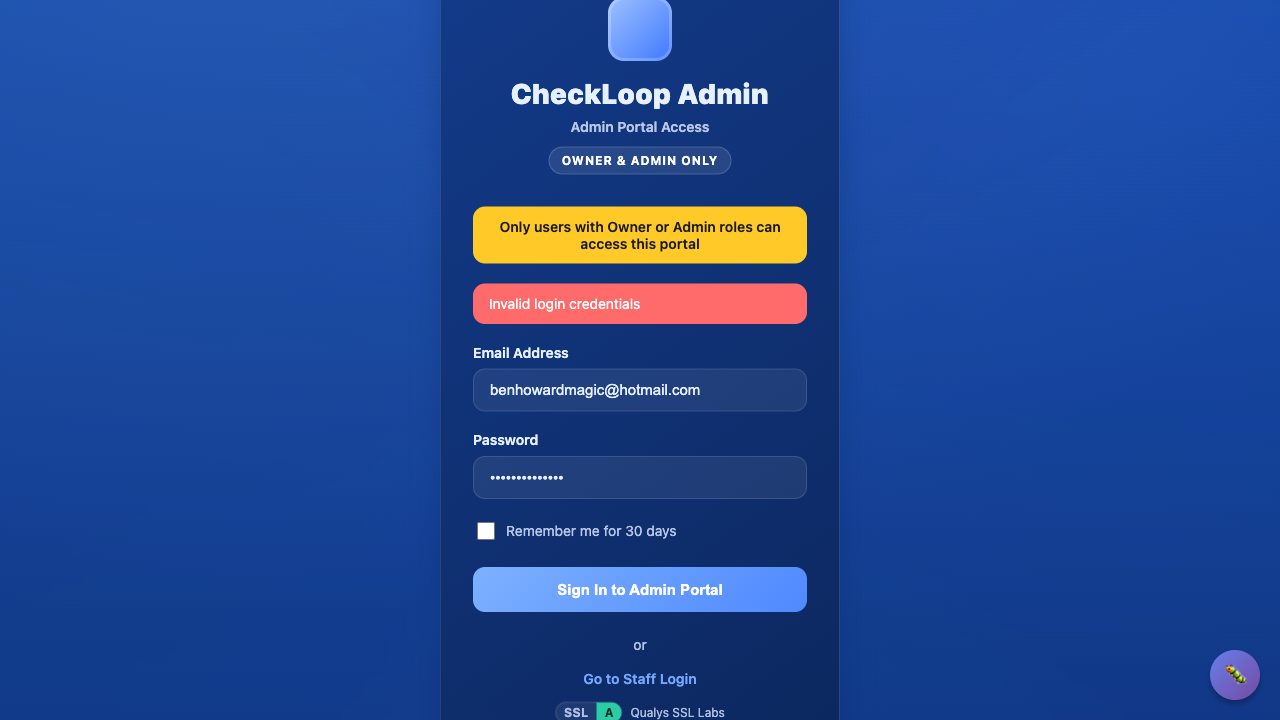 CheckLoop Admin
Admin Portal Access
OWNER & ADMIN ONLY
Only users with Owner or Admin roles can
access this portal
Invalid login credentials
Email Address
benhowardmagic@hotmail.com
Password
••••••••••••••
Remember me for 30 days
Sign In to Admin Portal
or
Go to Staff Login
SSL A Qualys SSL Labs